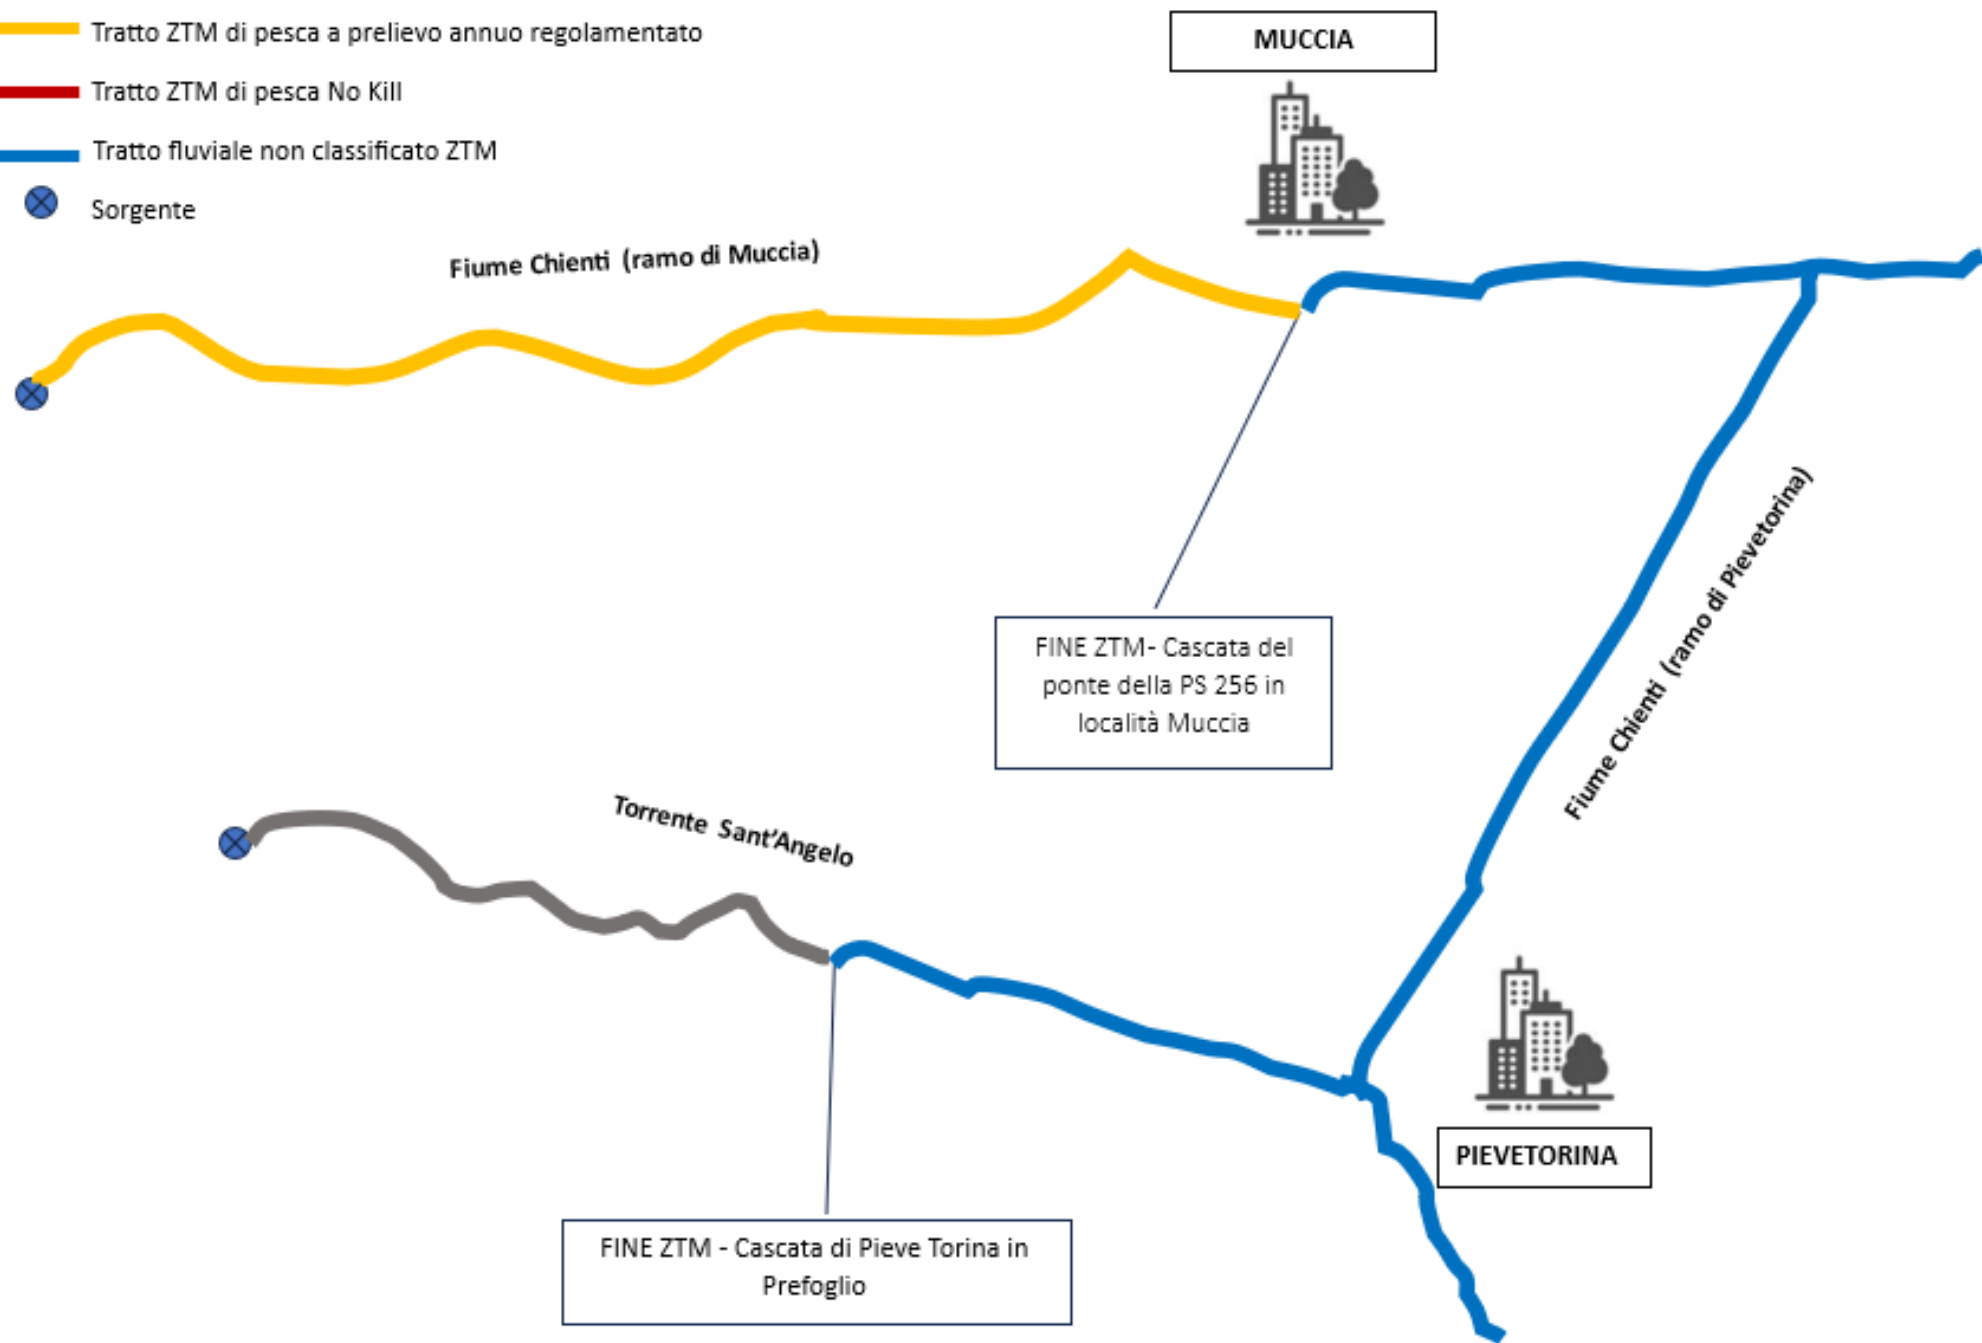 Tratto ZTM di pesca a prelievo annuo regolamentato
Tratto ZTM di pesca No Kill
Tratto fluviale non classificato ZTM
Sorgente
MUCCIA
Fiume Chienti (ramo di Muccia)
Fiume Chienti (ramo di Pievetorina)
FINE ZTM- Cascata del
ponte della PS 256 in
località Muccia
Torrente Sant'Angelo
PIEVETORINA
FINE ZTM - Cascata di Pieve Torina in
Prefoglio